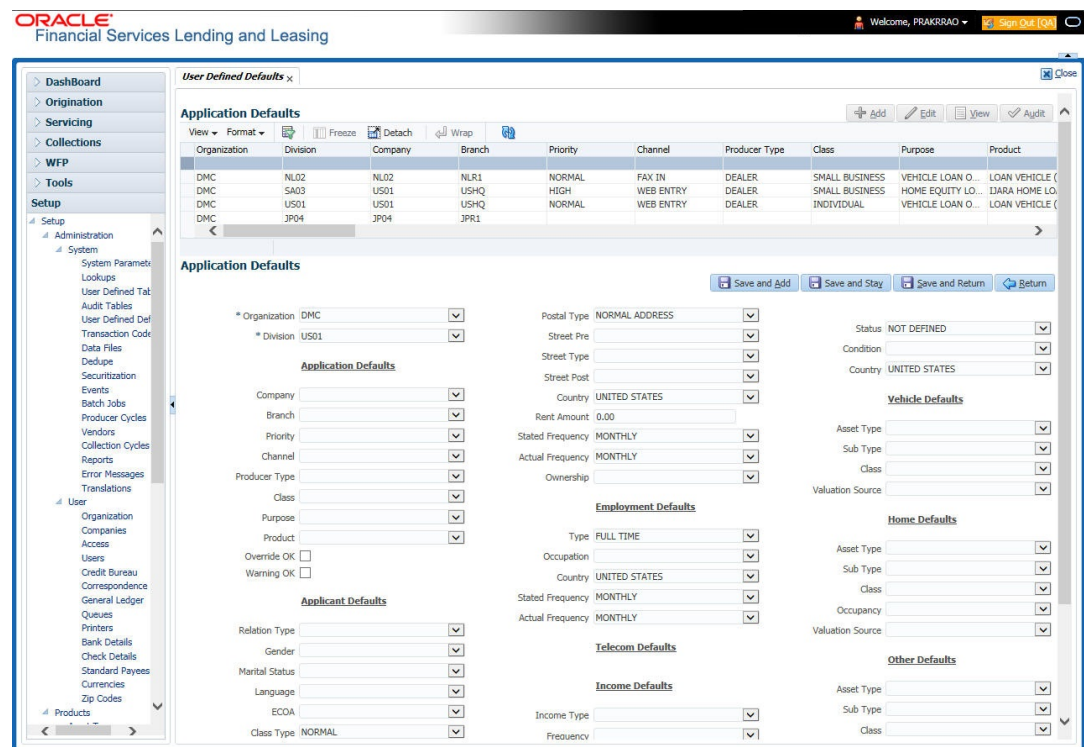 ORACLE
Financial Services Lending and Leasing
Welcome, PRAKRRAO
Sign Out [QA]
DashBoard
Origination
Servicing
Collections
WFP
Tools
Setup
Setup
Administration
System
System Paramete
Lookups
User Defined Tab
Audit Tables
User Defined Def
Transaction Code
Data Files
Dedupe
Securitization
Events
Batch Jobs
Producer Cycles
Vendors
Collection Cycles
Reports
Error Messages
Translations
User
Organization
Companies
Access
Users
Credit Bureau
Correspondence
General Ledger
Queues
Printers
Bank Details
Check Details
Standard Payees
Currencies
Zip Codes
Products
User Defined Defaults
Close
Application Defaults
Add Edit View Audit
View Format Freeze Detach Wrap
Organization Division Company Branch Priority Channel Producer Type Class Purpose Product
DMC NL02 NL02 NLR1 NORMAL FAX IN DEALER SMALL BUSINESS VEHICLE LOAN O... LOAN VEHICLE (
DMC SA03 US01 USHQ HIGH WEB ENTRY DEALER SMALL BUSINESS HOME EQUITY LO... IJARA HOME LO
DMC US01 US01 USHQ NORMAL WEB ENTRY DEALER INDIVIDUAL VEHICLE LOAN O... LOAN VEHICLE (
DMC JP04 JP04 JPR1
Application Defaults
Save and Add Save and Stay Save and Return Return
* Organization DMC
* Division US01
Application Defaults
Company
Branch
Priority
Channel
Producer Type
Class
Purpose
Product
Override OK
Warning OK
Applicant Defaults
Relation Type
Gender
Marital Status
Language
ECOA
Class Type NORMAL
Postal Type NORMAL ADDRESS
Street Pre
Street Type
Street Post
Country UNITED STATES
Rent Amount 0.00
Stated Frequency MONTHLY
Actual Frequency MONTHLY
Ownership
Employment Defaults
Type FULL TIME
Occupation
Country UNITED STATES
Stated Frequency MONTHLY
Actual Frequency MONTHLY
Telecom Defaults
Income Defaults
Income Type
Frequency
Status NOT DEFINED
Condition
Country UNITED STATES
Vehicle Defaults
Asset Type
Sub Type
Class
Valuation Source
Home Defaults
Asset Type
Sub Type
Class
Occupancy
Valuation Source
Other Defaults
Asset Type
Sub Type
Class